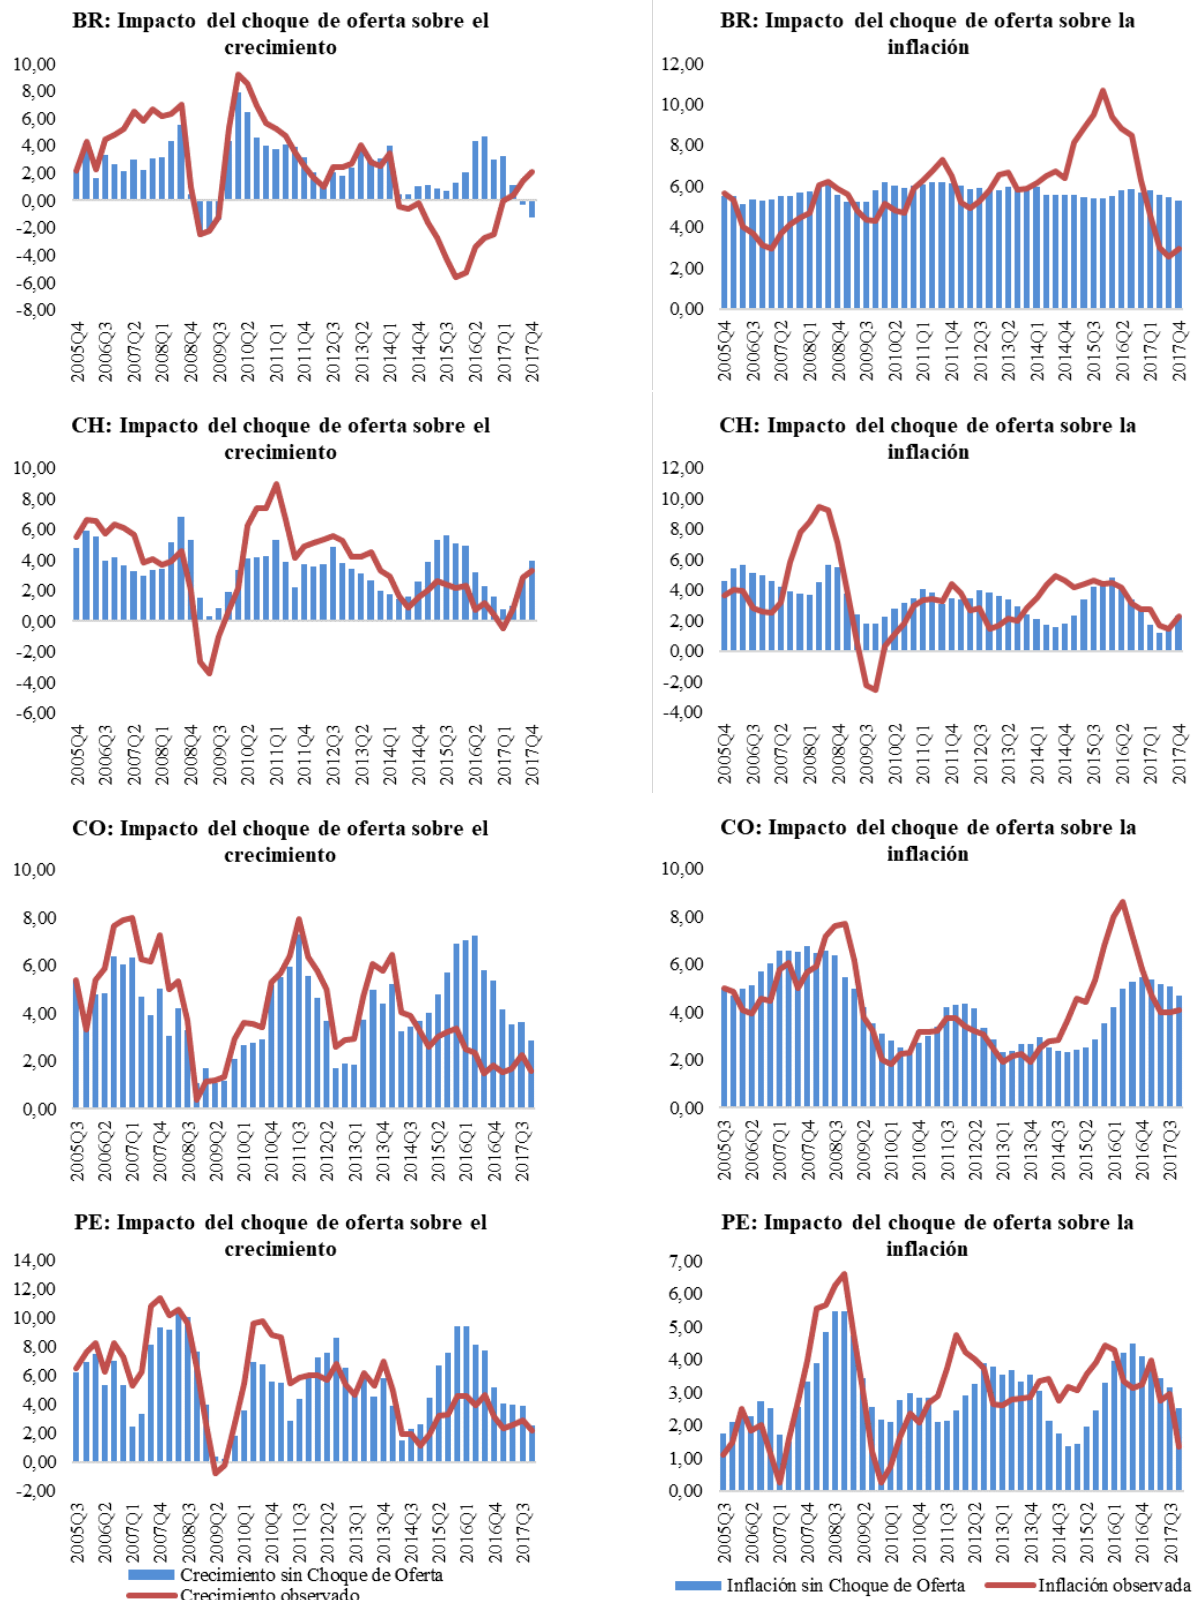 BR: Impacto del choque de oferta sobre el
crecimiento
10,00
8,00
6,00
4,00
2,00
0,00
-2,00
-4,00
-6,00
-8,00
2005Q4
2006Q3
2007Q2
2008Q1
2008Q4
2009Q3
2010Q2
2011Q1
2011Q4
2012Q3
2013Q2
2014Q1
2014Q4
2015Q3
2016Q2
2017Q1
2017Q4
BR: Impacto del choque de oferta sobre la
inflación
12,00
10,00
8,00
6,00
4,00
2,00
0,00
2005Q4
2006Q3
2007Q2
2008Q1
2008Q4
2009Q3
2010Q2
2011Q1
2011Q4
2012Q3
2013Q2
2014Q1
2014Q4
2015Q3
2016Q2
2017Q1
2017Q4
CH: Impacto del choque de oferta sobre el
crecimiento
10,00
8,00
6,00
4,00
2,00
0,00
-2,00
-4,00
-6,00
2005Q4
2006Q3
2007Q2
2008Q1
2008Q4
2009Q3
2010Q2
2011Q1
2011Q4
2012Q3
2013Q2
2014Q1
2014Q4
2015Q3
2016Q2
2017Q1
2017Q4
CH: Impacto del choque de oferta sobre la
inflación
12,00
10,00
8,00
6,00
4,00
2,00
0,00
-2,00
-4,00
2005Q4
2006Q3
2007Q2
2008Q1
2008Q4
2009Q3
2010Q2
2011Q1
2011Q4
2012Q3
2013Q2
2014Q1
2014Q4
2015Q3
2016Q2
2017Q1
2017Q4
CO: Impacto del choque de oferta sobre el
crecimiento
10,00
8,00
6,00
4,00
2,00
0,00
2005Q3
2006Q2
2007Q1
2007Q4
2008Q3
2009Q2
2010Q1
2010Q4
2011Q3
2012Q2
2013Q1
2013Q4
2014Q3
2015Q2
2016Q1
2016Q4
2017Q3
CO: Impacto del choque de oferta sobre la
inflación
10,00
8,00
6,00
4,00
2,00
0,00
2005Q3
2006Q2
2007Q1
2007Q4
2008Q3
2009Q2
2010Q1
2010Q4
2011Q3
2012Q2
2013Q1
2013Q4
2014Q3
2015Q2
2016Q1
2016Q4
2017Q3
PE: Impacto del choque de oferta sobre el
crecimiento
14,00
12,00
10,00
8,00
6,00
4,00
2,00
0,00
-2,00
2005Q3
2006Q2
2007Q1
2007Q4
2008Q3
2009Q2
2010Q1
2010Q4
2011Q3
2012Q2
2013Q1
2013Q4
2014Q3
2015Q2
2016Q1
2016Q4
2017Q3
Crecimiento sin Choque de Oferta
Crecimiento observado
PE: Impacto del choque de oferta sobre la
inflación
7,00
6,00
5,00
4,00
3,00
2,00
1,00
0,00
2005Q3
2006Q2
2007Q1
2007Q4
2008Q3
2009Q2
2010Q1
2010Q4
2011Q3
2012Q2
2013Q1
2013Q4
2014Q3
2015Q2
2016Q1
2016Q4
2017Q3
Inflación sin Choque de Oferta
Inflación observada